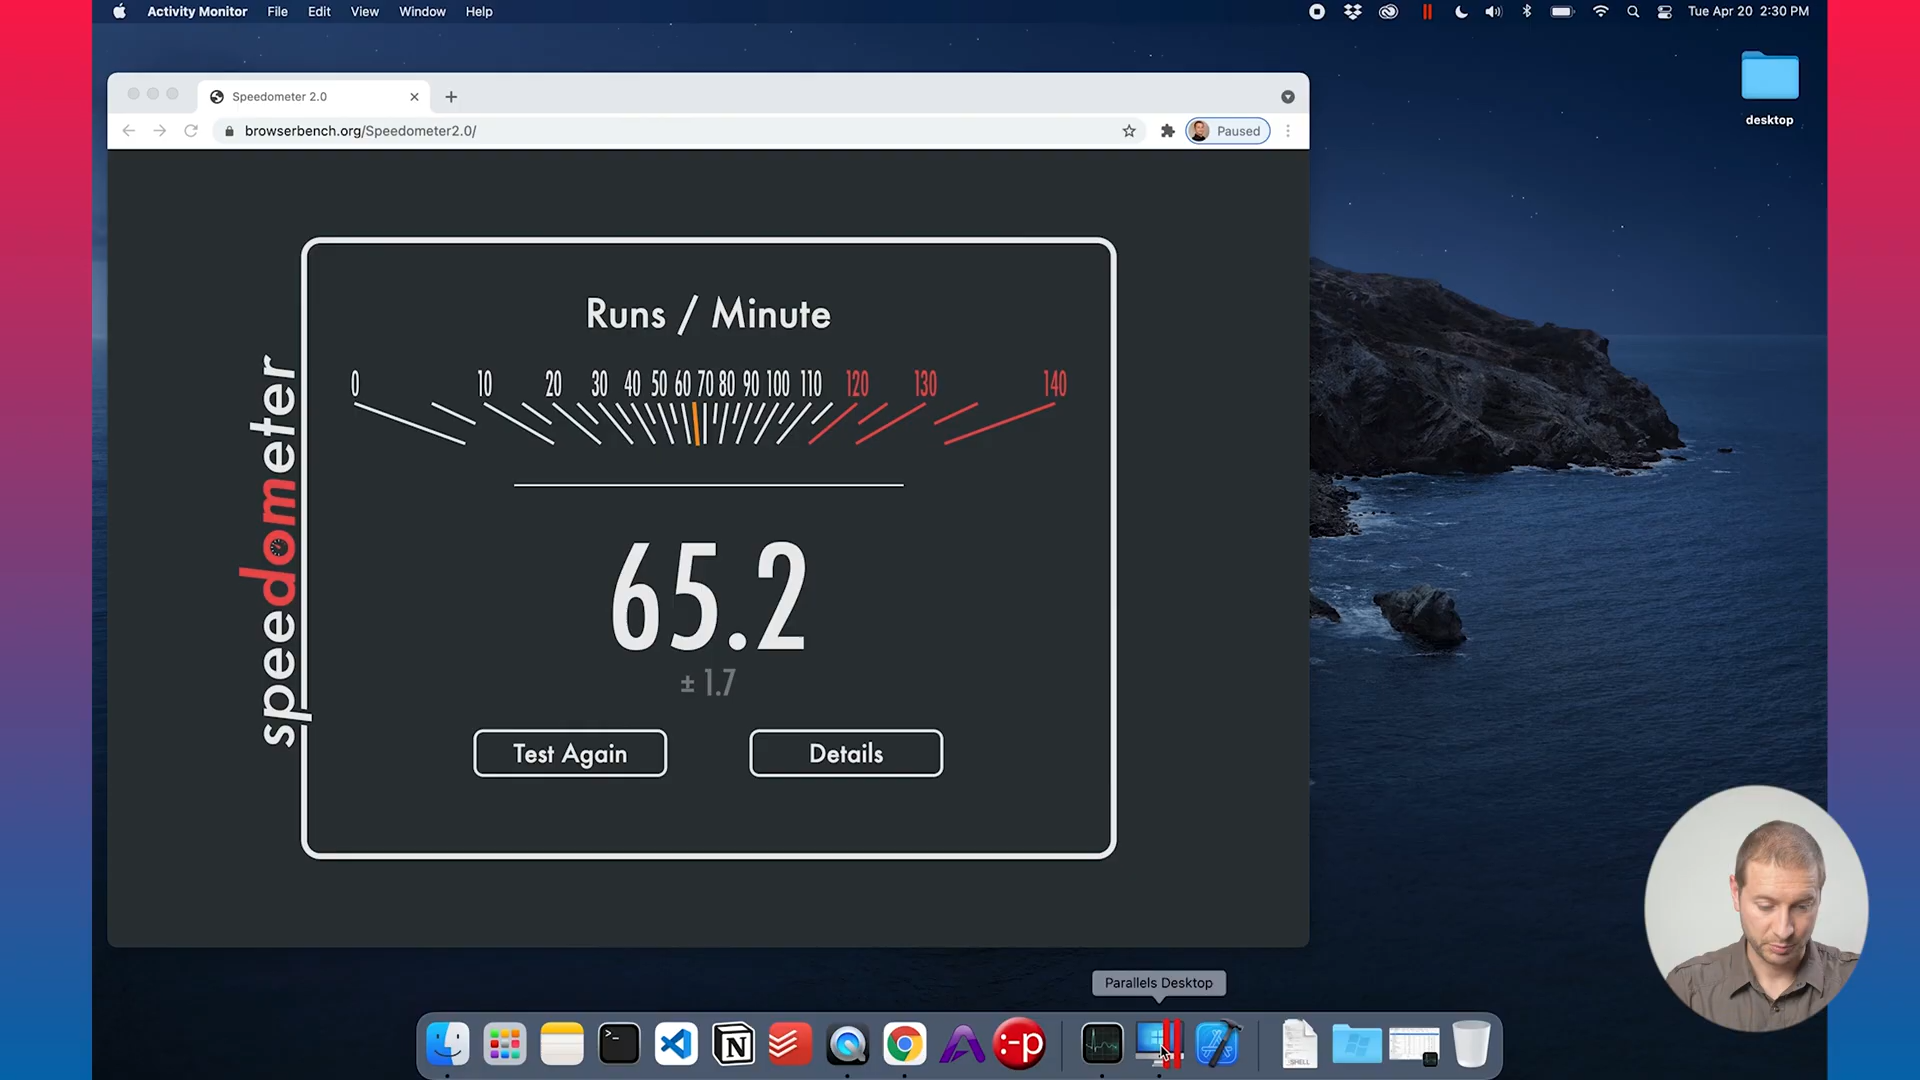 Activity Monitor File Edit View Window Help
Tue Apr 20 2:30 PM
desktop
Speedometer 2.0
browserbench.org/Speedometer2.0/
Paused
speedometer
Runs / Minute
0 10 20 30 40 50 60 70 80 90 100 110 120 130 140
65.2
± 1.7
Test Again
Details
Parallels Desktop
>_
N
:-p
SHELL